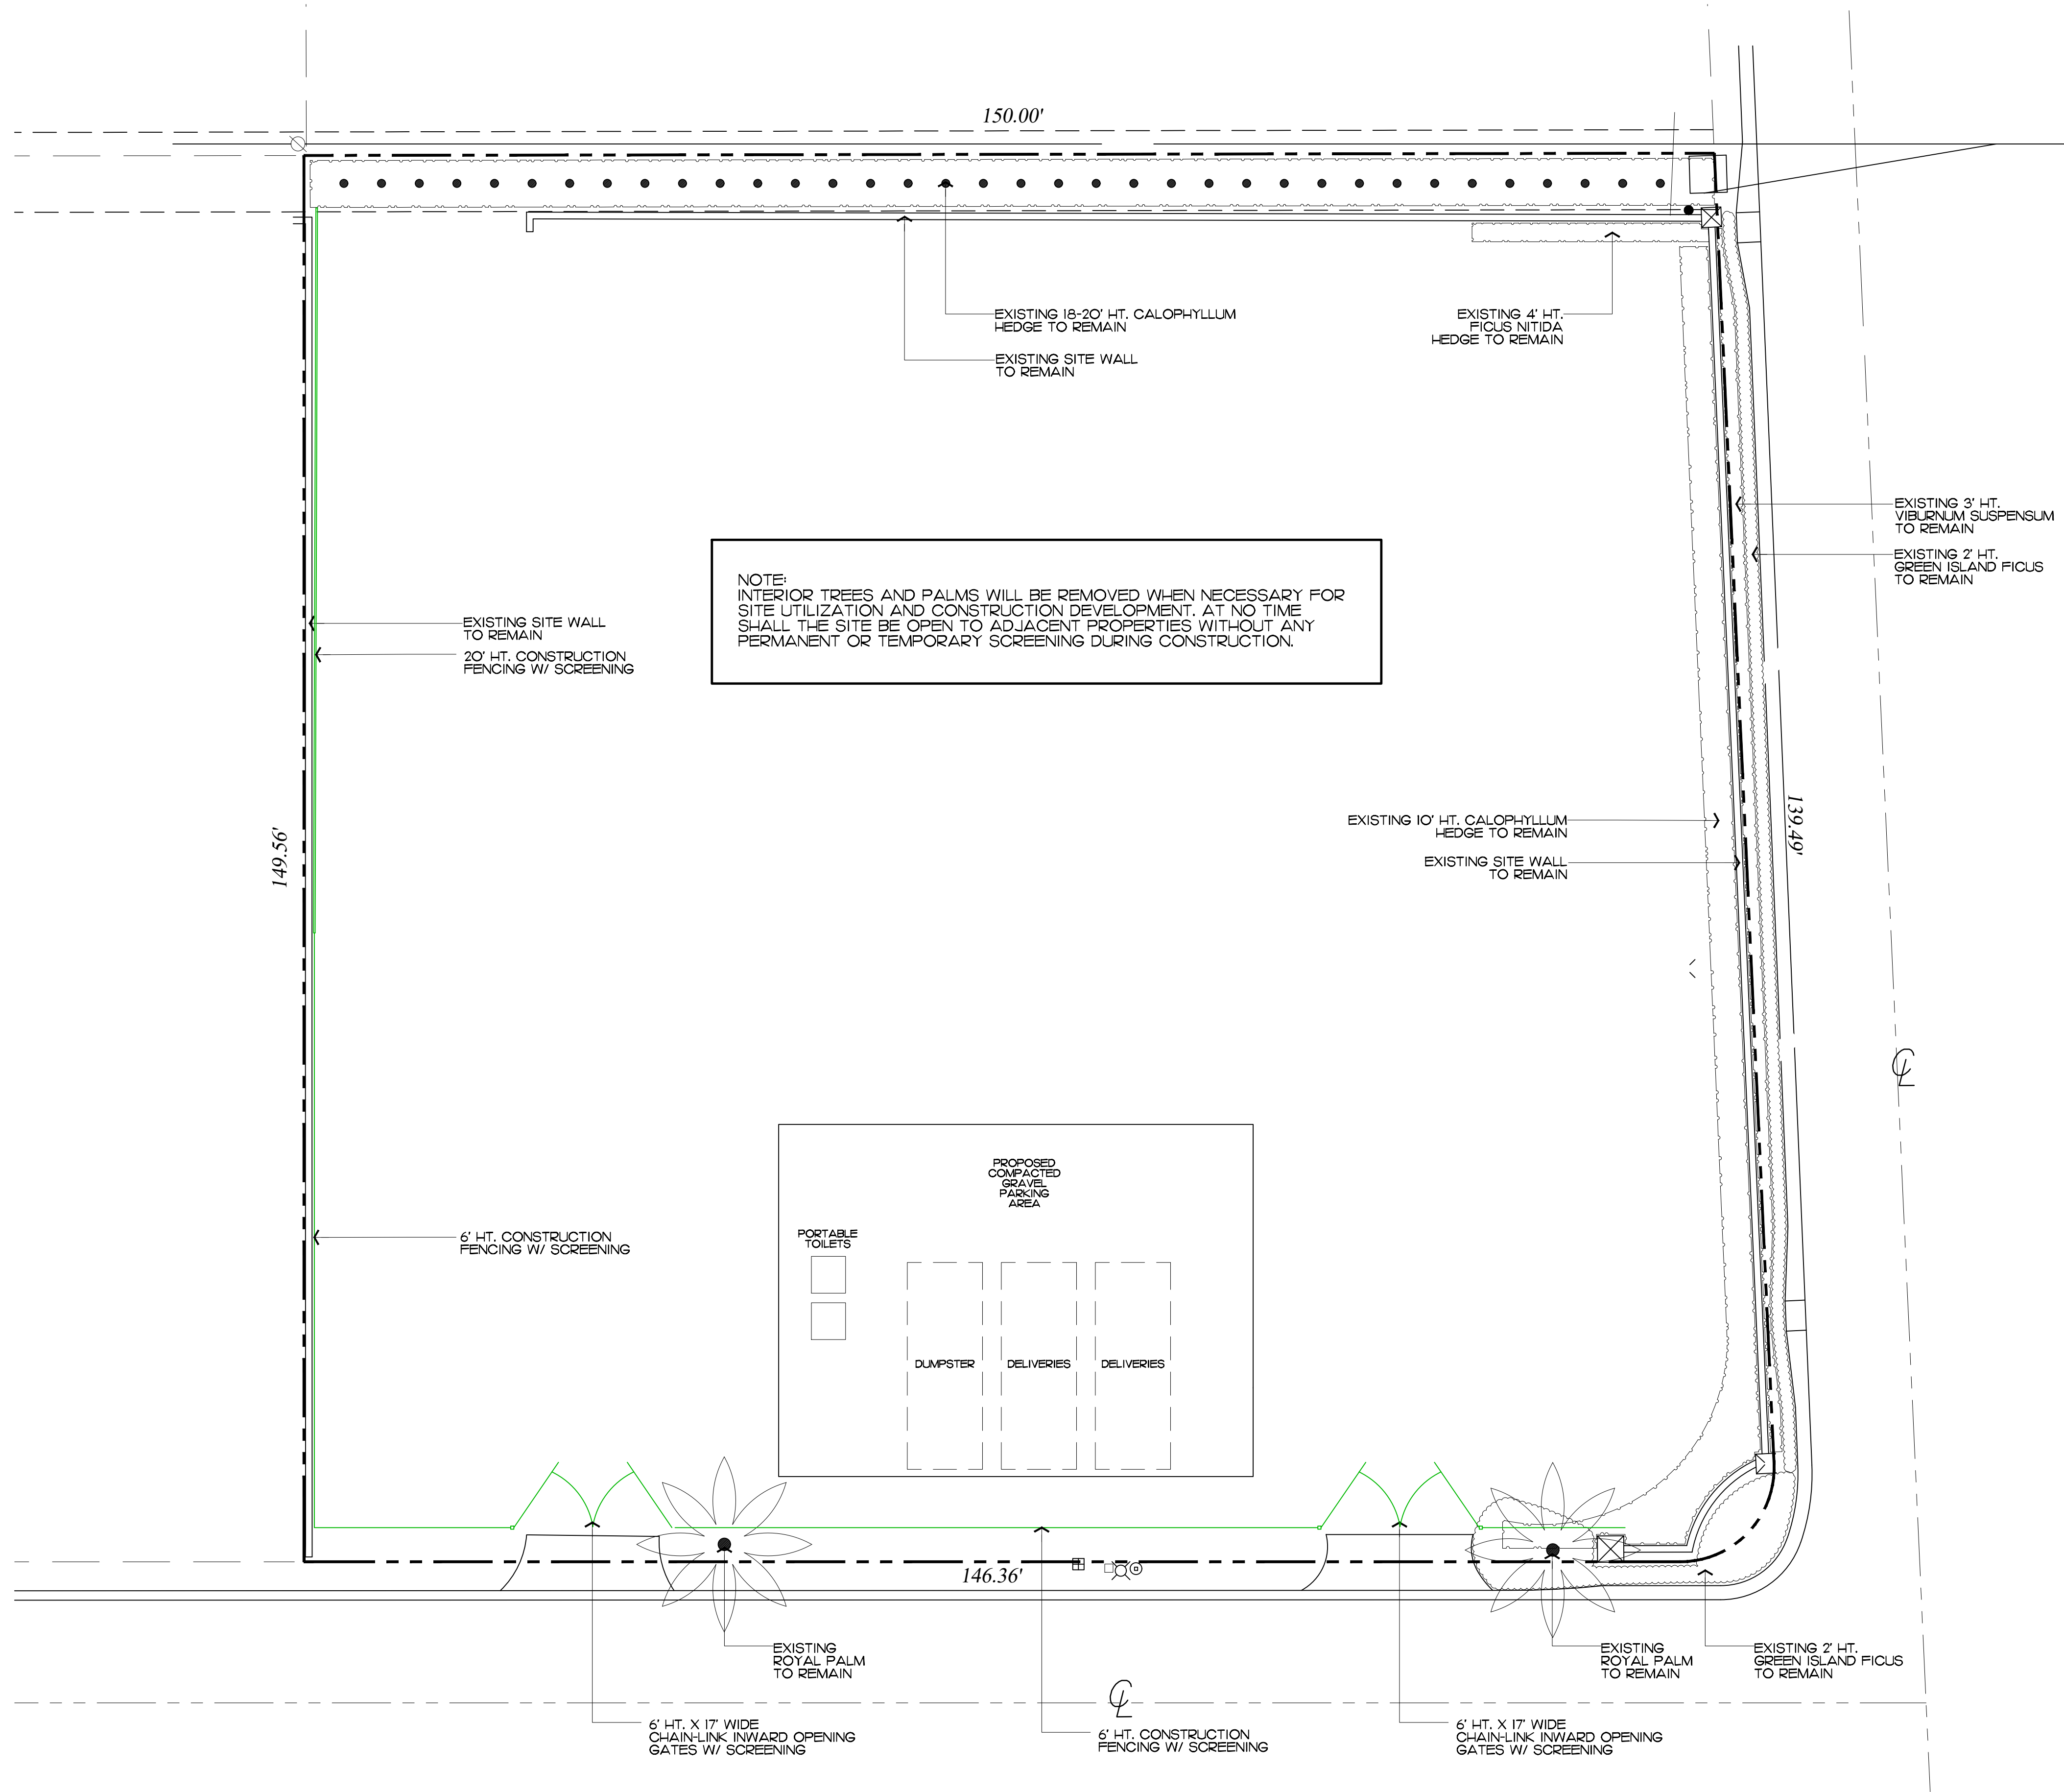 150.00'
EXISTING 18-20' HT. CALOPHYLLUM
HEDGE TO REMAIN
EXISTING SITE WALL
TO REMAIN
EXISTING 4' HT.
FICUS NITIDA
HEDGE TO REMAIN
EXISTING 3' HT.
VIBURNUM SUSPENSUM
TO REMAIN
EXISTING 2' HT.
GREEN ISLAND FICUS
TO REMAIN
NOTE:
INTERIOR TREES AND PALMS WILL BE REMOVED WHEN NECESSARY FOR
SITE UTILIZATION AND CONSTRUCTION DEVELOPMENT. AT NO TIME
SHALL THE SITE BE OPEN TO ADJACENT PROPERTIES WITHOUT ANY
PERMANENT OR TEMPORARY SCREENING DURING CONSTRUCTION.
EXISTING SITE WALL
TO REMAIN
20' HT. CONSTRUCTION
FENCING W/ SCREENING
149.56'
EXISTING 10' HT. CALOPHYLLUM
HEDGE TO REMAIN
EXISTING SITE WALL
TO REMAIN
139.49'
CL
PROPOSED
COMPACTED
GRAVEL
PARKING
AREA
PORTABLE
TOILETS
6' HT. CONSTRUCTION
FENCING W/ SCREENING
DUMPSTER
DELIVERIES
DELIVERIES
146.36'
EXISTING
ROYAL PALM
TO REMAIN
EXISTING
ROYAL PALM
TO REMAIN
EXISTING 2' HT.
GREEN ISLAND FICUS
TO REMAIN
CL
6' HT. X 17' WIDE
CHAIN-LINK INWARD OPENING
GATES W/ SCREENING
6' HT. CONSTRUCTION
FENCING W/ SCREENING
6' HT. X 17' WIDE
CHAIN-LINK INWARD OPENING
GATES W/ SCREENING